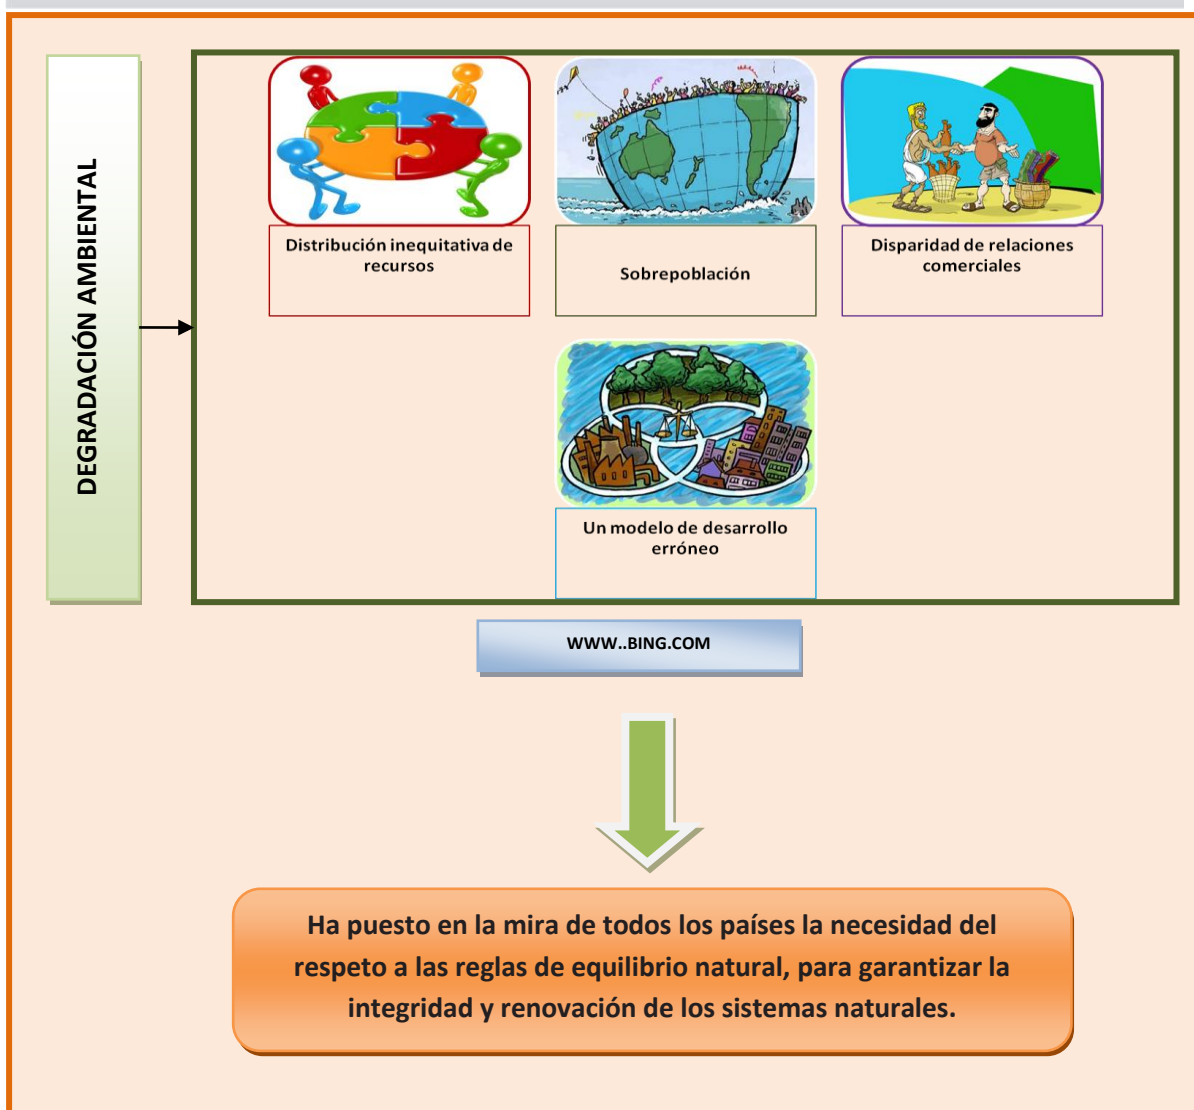 DEGRADACIÓN AMBIENTAL
Distribución inequitativa de
recursos
Sobrepoblación
Disparidad de relaciones
comerciales
Un modelo de desarrollo
erróneo
WWW..BING.COM
Ha puesto en la mira de todos los países la necesidad del
respeto a las reglas de equilibrio natural, para garantizar la
integridad y renovación de los sistemas naturales.